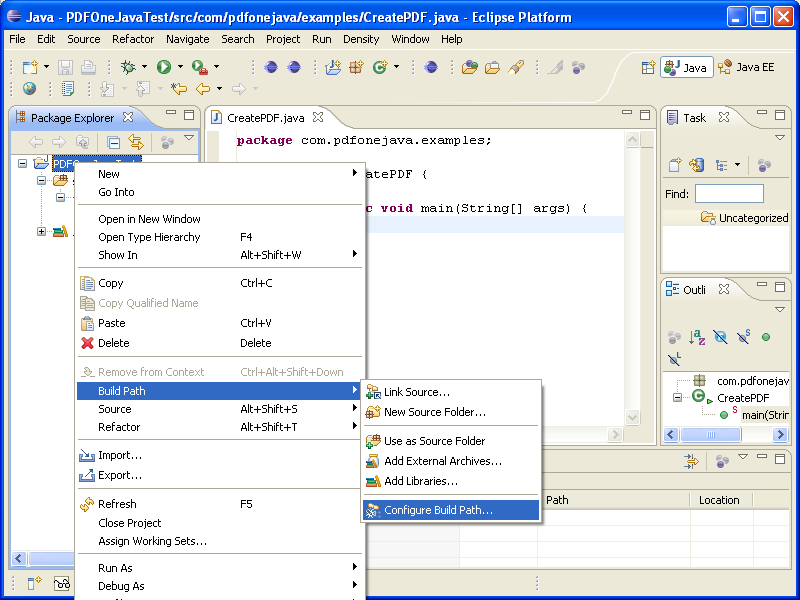 Java - PDFOneJavaTest/src/com/pdfonejava/examples/CreatePDF.java - Eclipse Platform
File Edit Source Refactor Navigate Search Project Run Density Window Help
Java Java EE
Package Explorer
CreatePDF.java
Task
package com.pdfonejava.examples;
atePDF {
c void main(String[] args) {
Find:
Uncategorized
New
Go Into
Open in New Window
Open Type Hierarchy F4
Show In Alt+Shift+W
Copy Ctrl+C
Copy Qualified Name
Paste Ctrl+V
Delete Delete
Remove from Context Ctrl+Alt+Shift+Down
Build Path
Source Alt+Shift+S
Refactor Alt+Shift+T
Import...
Export...
Refresh F5
Close Project
Assign Working Sets...
Run As
Debug As
Link Source...
New Source Folder...
Use as Source Folder
Add External Archives...
Add Libraries...
Configure Build Path...
Outli
com.pdfonejav
CreatePDF
main(Strin
Path Location